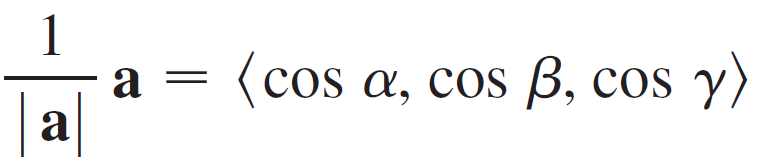 1/|a| a = ⟨cos α, cos β, cos γ⟩